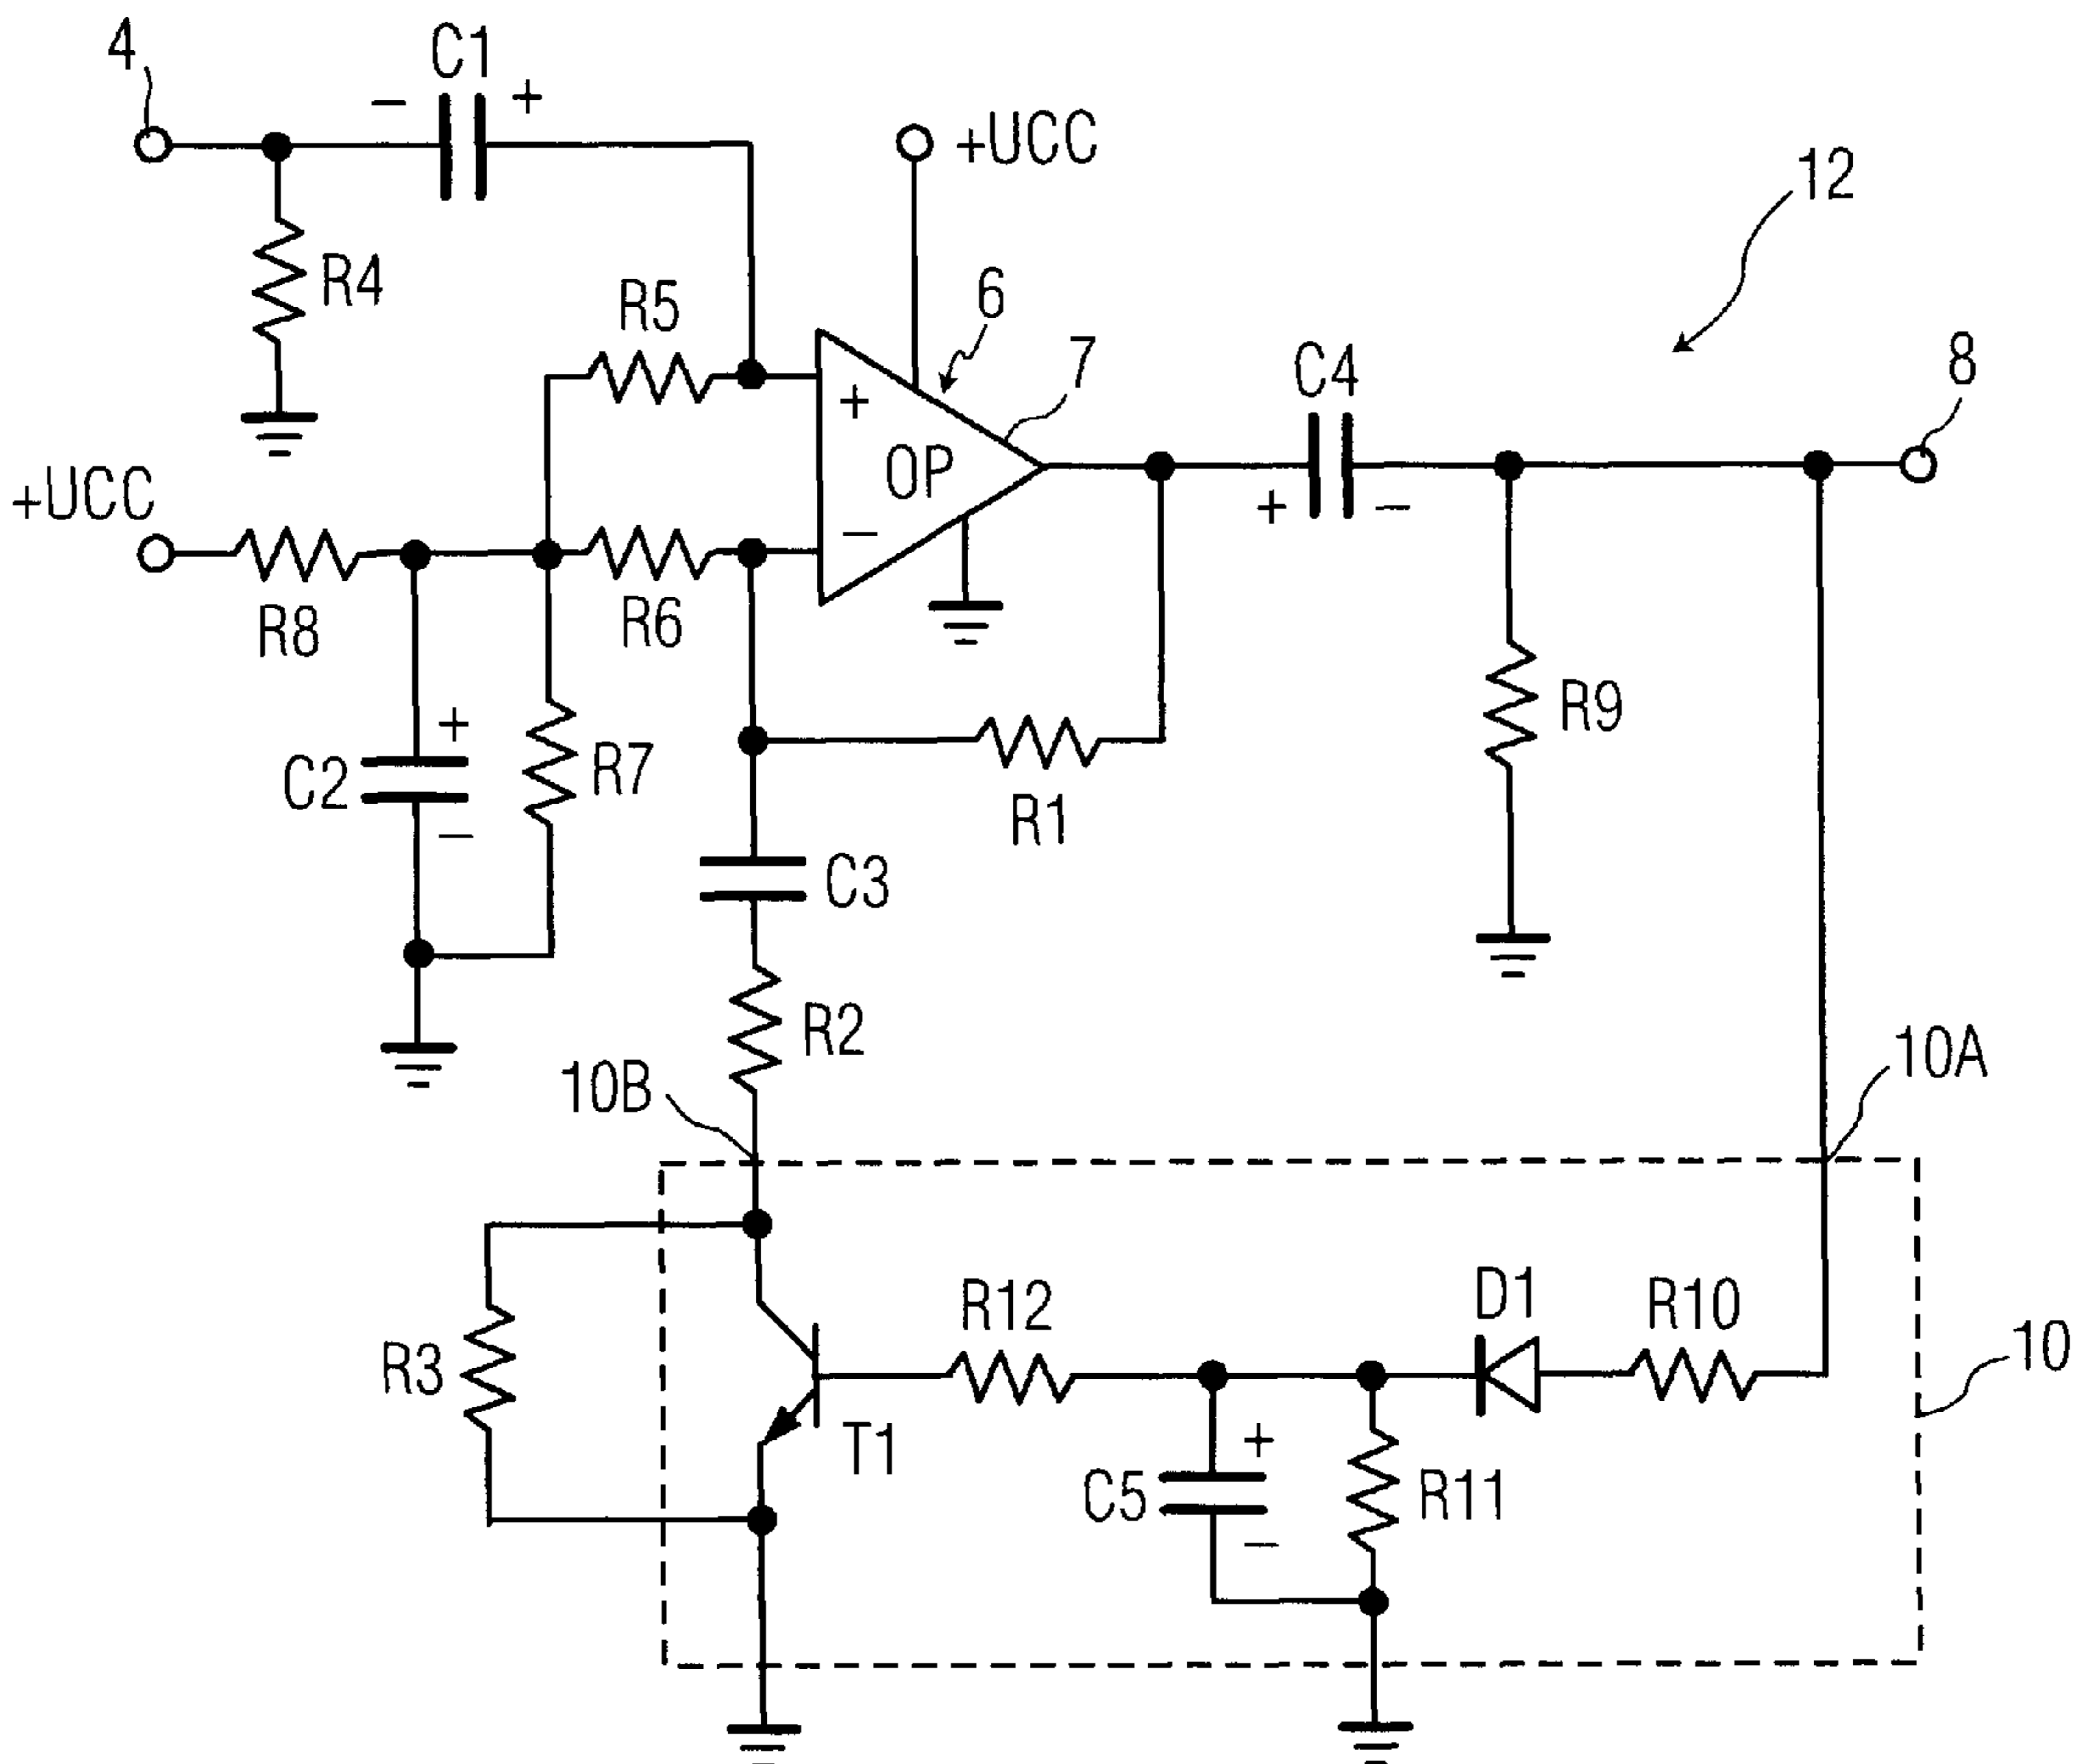 4
C1
−
+
+UCC
12
R4
R5
6
7
C4
8
+
OP
+UCC
−
+
−
R8
R6
R9
+
C2
R7
−
R1
C3
R2
10B
10A
R12
D1
R10
R3
10
T1
+
C5
R11
−